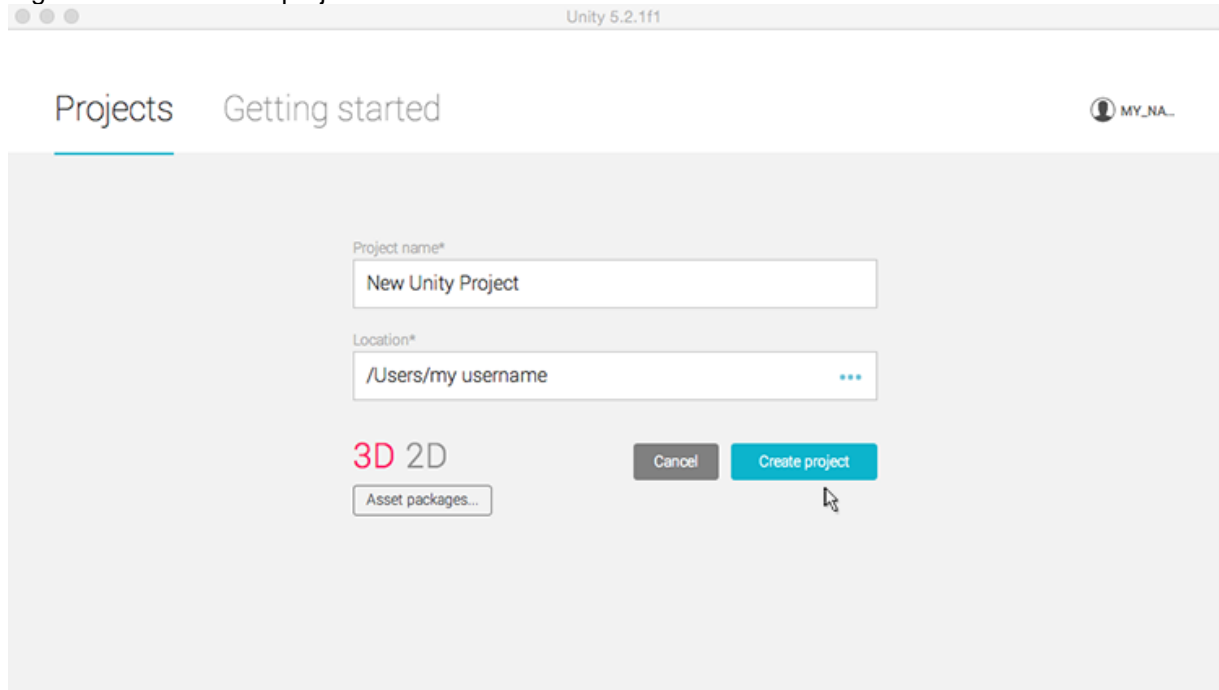 Unity 5.2.1f1
Projects Getting started
MY_NA...
Project name*
New Unity Project
Location*
/Users/my username
3D 2D
Cancel Create project
Asset packages...